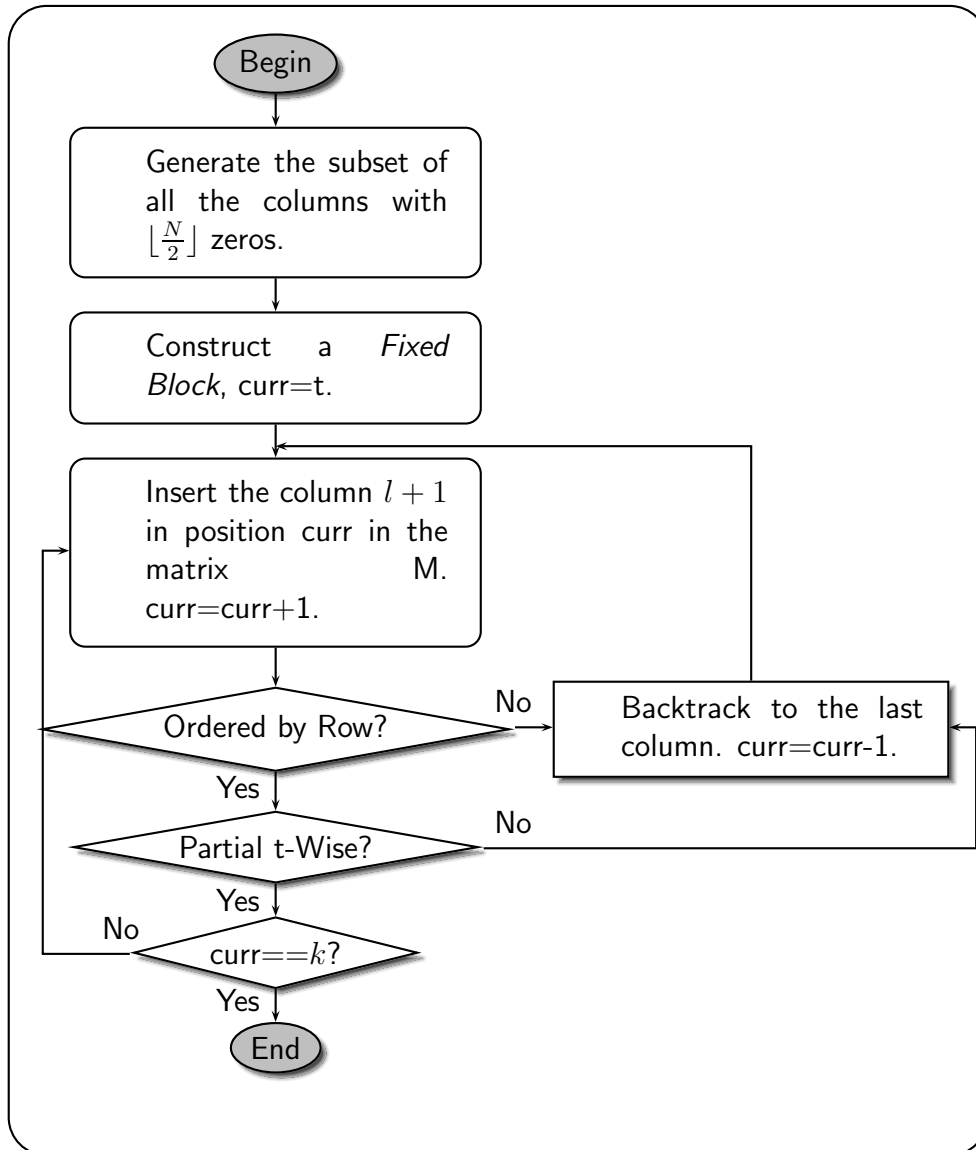 Begin
Generate the subset of
all the columns with
⌊N/2⌋ zeros.
Construct a Fixed
Block, curr=t.
Insert the column l + 1
in position curr in the
matrix M.
curr=curr+1.
Ordered by Row?
No
Backtrack to the last
column. curr=curr-1.
Yes
Partial t-Wise?
No
Yes
No
curr==k?
Yes
End